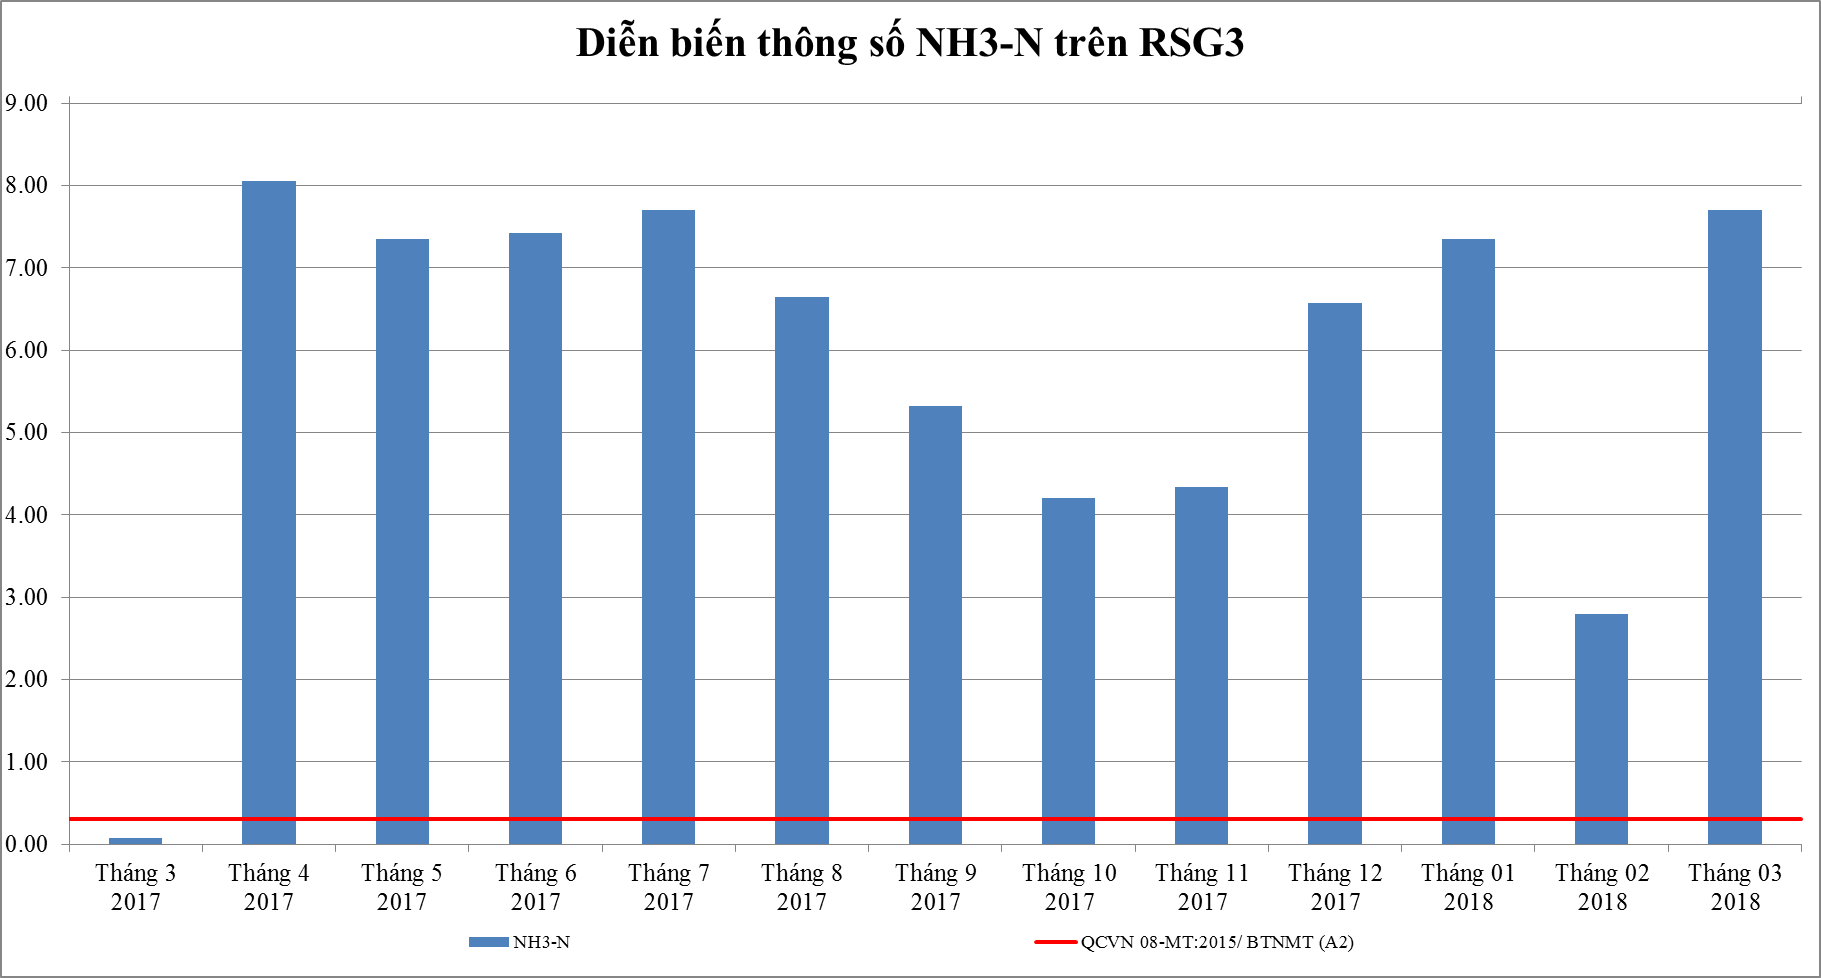 Diễn biến thông số NH3-N trên RSG3
9.00
8.00
7.00
6.00
5.00
4.00
3.00
2.00
1.00
0.00
Tháng 3 2017
Tháng 4 2017
Tháng 5 2017
Tháng 6 2017
Tháng 7 2017
Tháng 8 2017
Tháng 9 2017
Tháng 10 2017
Tháng 11 2017
Tháng 12 2017
Tháng 01 2018
Tháng 02 2018
Tháng 03 2018
NH3-N
QCVN 08-MT:2015/ BTNMT (A2)